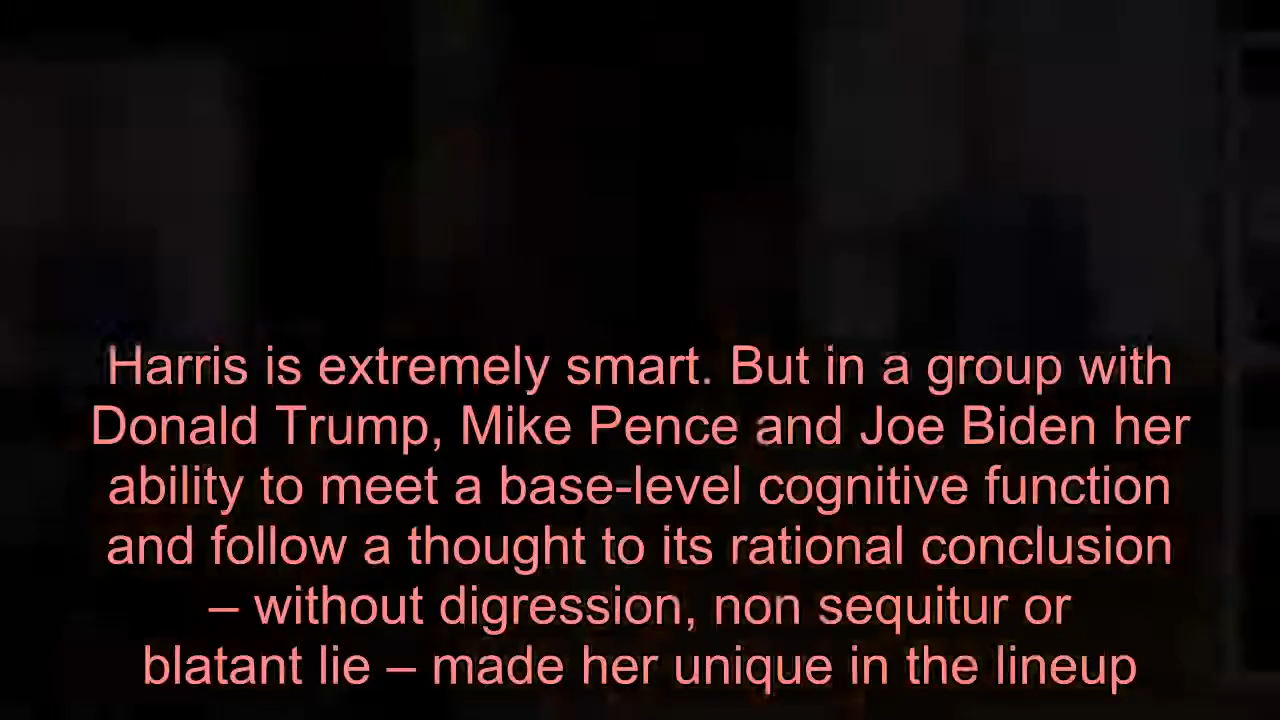 Harris is extremely smart. But in a group with
Donald Trump, Mike Pence and Joe Biden her
ability to meet a base-level cognitive function
and follow a thought to its rational conclusion
– without digression, non sequitur or
blatant lie – made her unique in the lineup